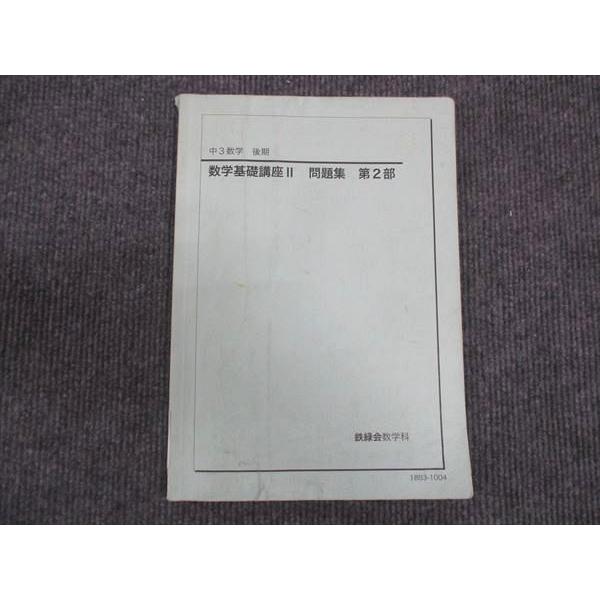 中3数学 後期
数学基礎講座II 問題集 第2部
鉄緑会数学科
18S3-1004